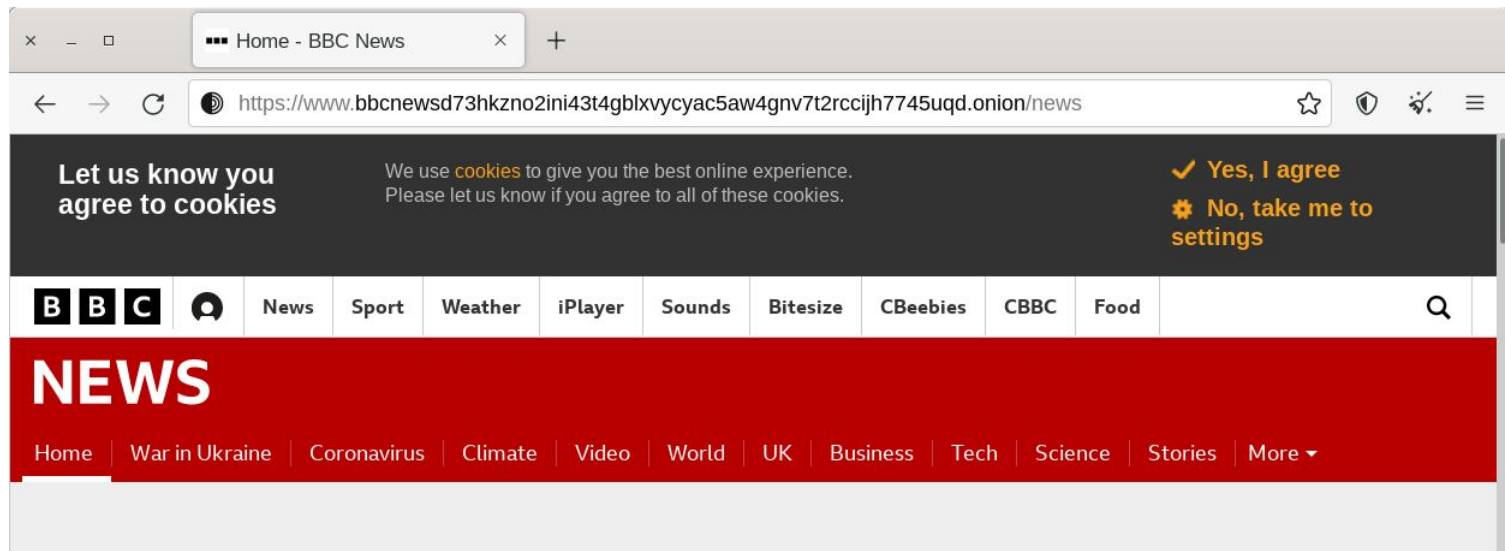 Home - BBC News
https://www.bbcnewsd73hkzno2ini43t4gblxvycyac5aw4gnv7t2rccijh7745uqd.onion/news
Let us know you
agree to cookies
We use cookies to give you the best online experience.
Please let us know if you agree to all of these cookies.
Yes, I agree
No, take me to
settings
BBC News Sport Weather iPlayer Sounds Bitesize CBeebies CBBC Food
NEWS
Home War in Ukraine Coronavirus Climate Video World UK Business Tech Science Stories More